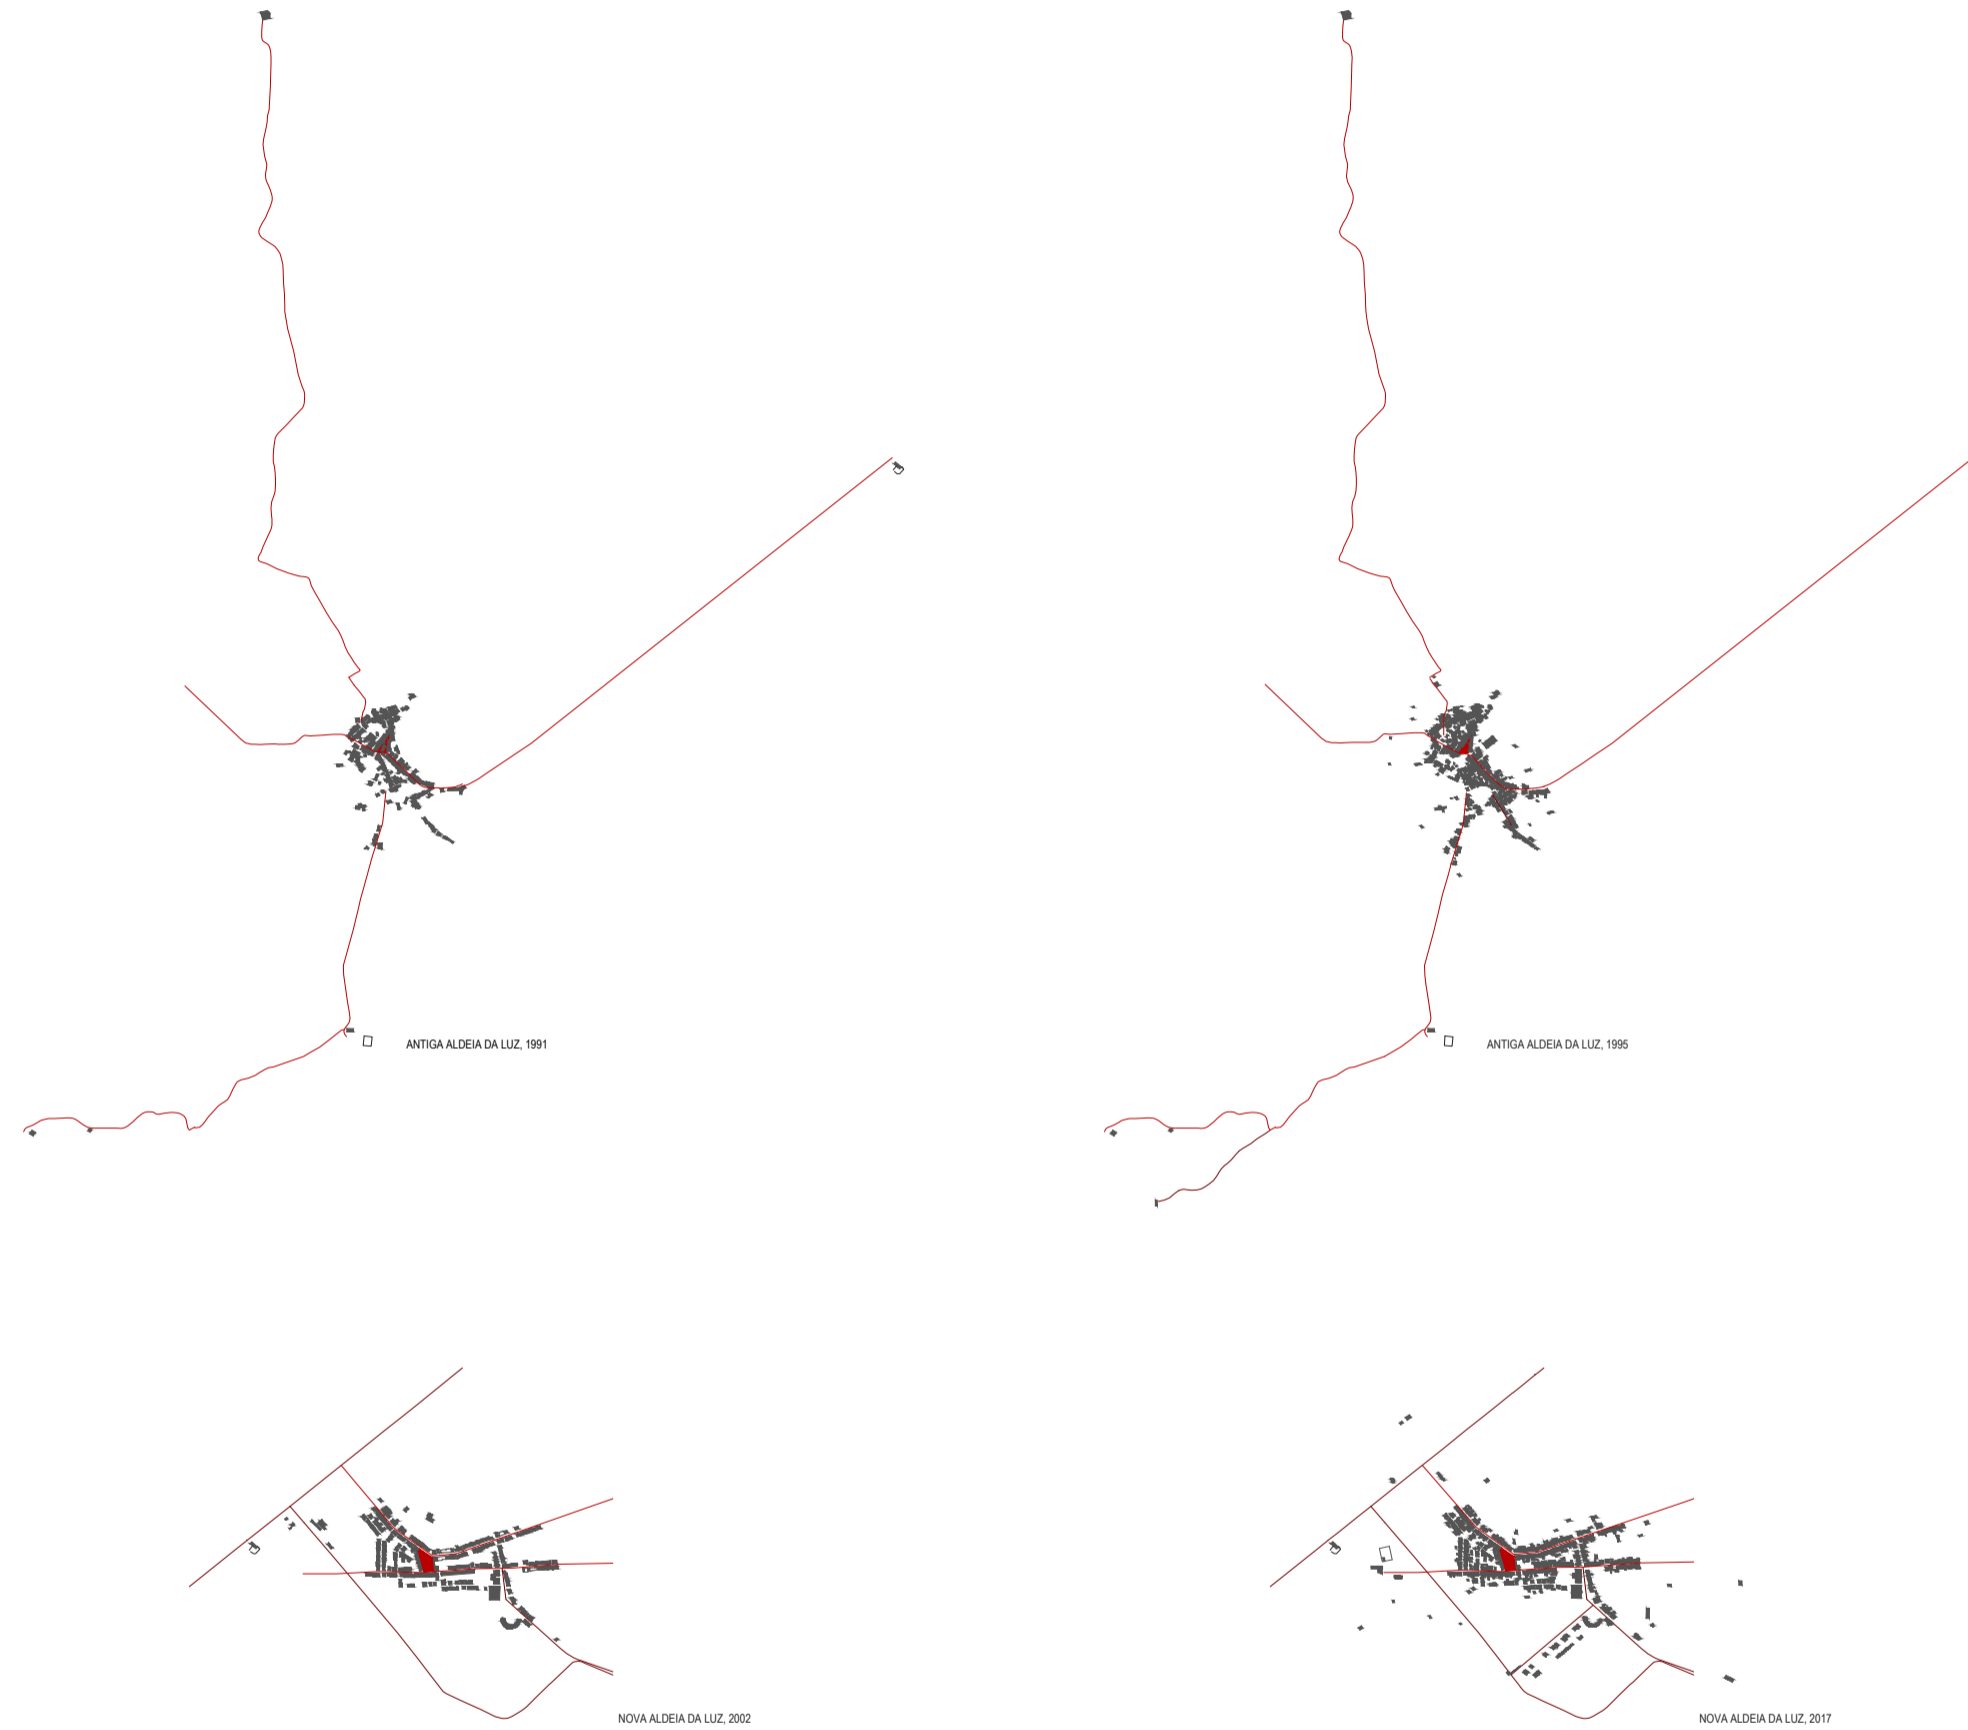 ANTIGA ALDEIA DA LUZ, 1991
ANTIGA ALDEIA DA LUZ, 1995
NOVA ALDEIA DA LUZ, 2002
NOVA ALDEIA DA LUZ, 2017